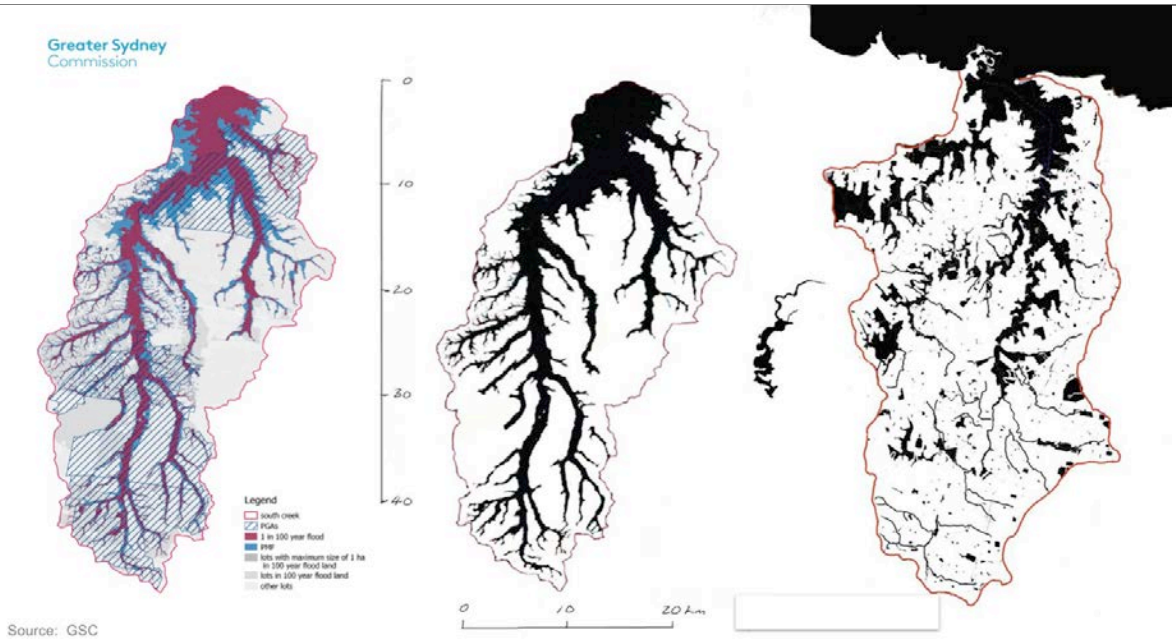 Greater Sydney
Commission
0
10
20
30
40
Legend
south creek
PGAs
1 in 100 year flood
PMF
lots with maximum size of 1 ha
in 100 year flood land
lots in 100 year flood land
other lots
0 10 20 km
Source: GSC